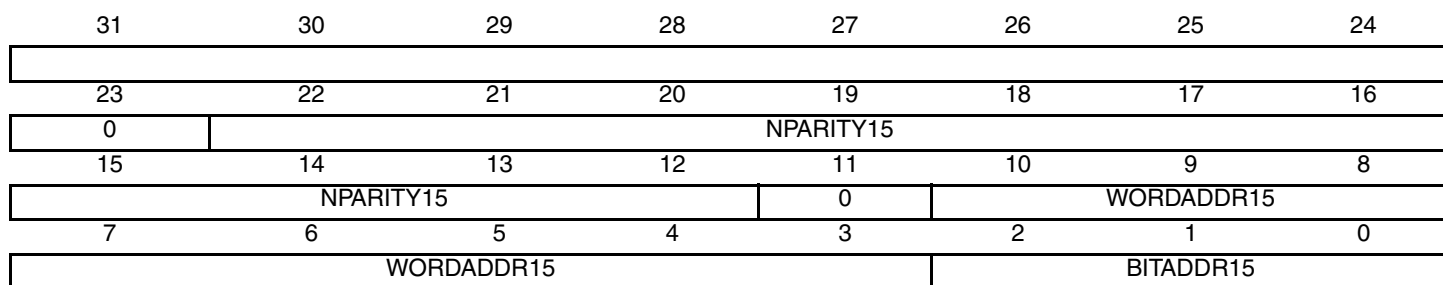 31 30 29 28 27 26 25 24
23 22 21 20 19 18 17 16
0 NPARITY15
15 14 13 12 11 10 9 8
NPARITY15 0 WORDADDR15
7 6 5 4 3 2 1 0
WORDADDR15 BITADDR15